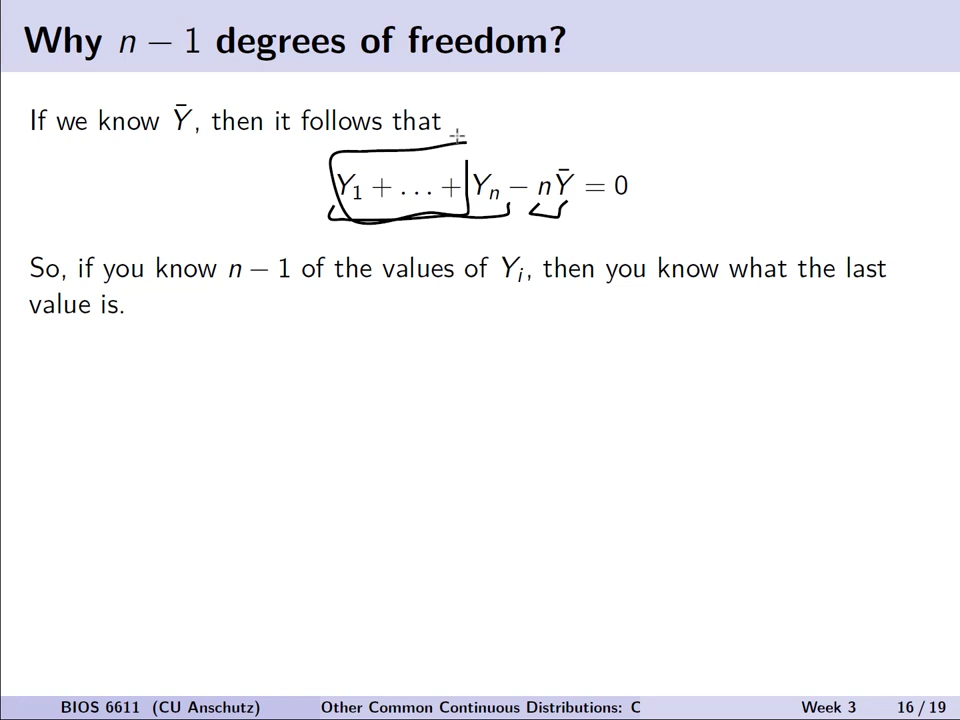 Why n − 1 degrees of freedom?
If we know Ȳ, then it follows that
Y₁ + . . . + Yₙ − nȲ = 0
So, if you know n − 1 of the values of Yᵢ, then you know what the last
value is.
BIOS 6611 (CU Anschutz) Other Common Continuous Distributions: C Week 3 16 / 19